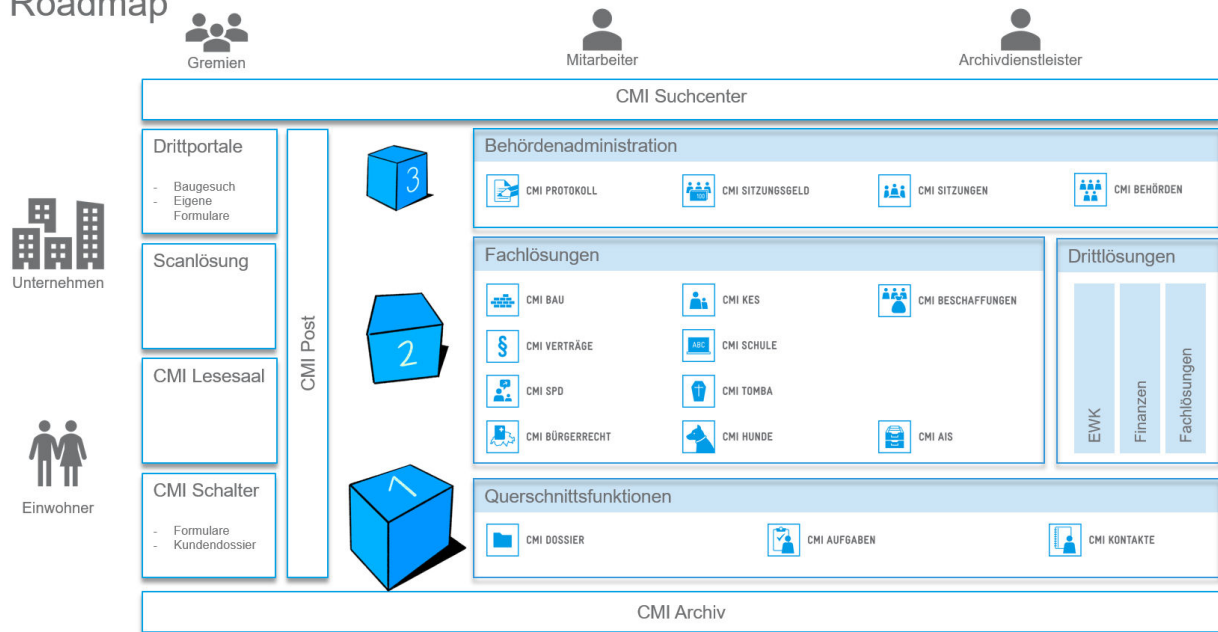 Roadmap
Gremien
Mitarbeiter
Archivdienstleister
CMI Suchcenter
Unternehmen
Einwohner
Drittportale
- Baugesuch
- Eigene
Formulare
Scanlösung
CMI Lesesaal
CMI Schalter
- Formulare
- Kundendossier
CMI Post
3
2
1
Behördenadministration
CMI PROTOKOLL
CMI SITZUNGSGELD
CMI SITZUNGEN
CMI BEHÖRDEN
Fachlösungen
CMI BAU
CMI KES
CMI BESCHAFFUNGEN
CMI VERTRÄGE
ABC
CMI SCHULE
CMI SPD
CMI TOMBA
CMI BÜRGERRECHT
CMI HUNDE
CMI AIS
Drittlösungen
EWK
Finanzen
Fachlösungen
Querschnittsfunktionen
CMI DOSSIER
CMI AUFGABEN
CMI KONTAKTE
CMI Archiv